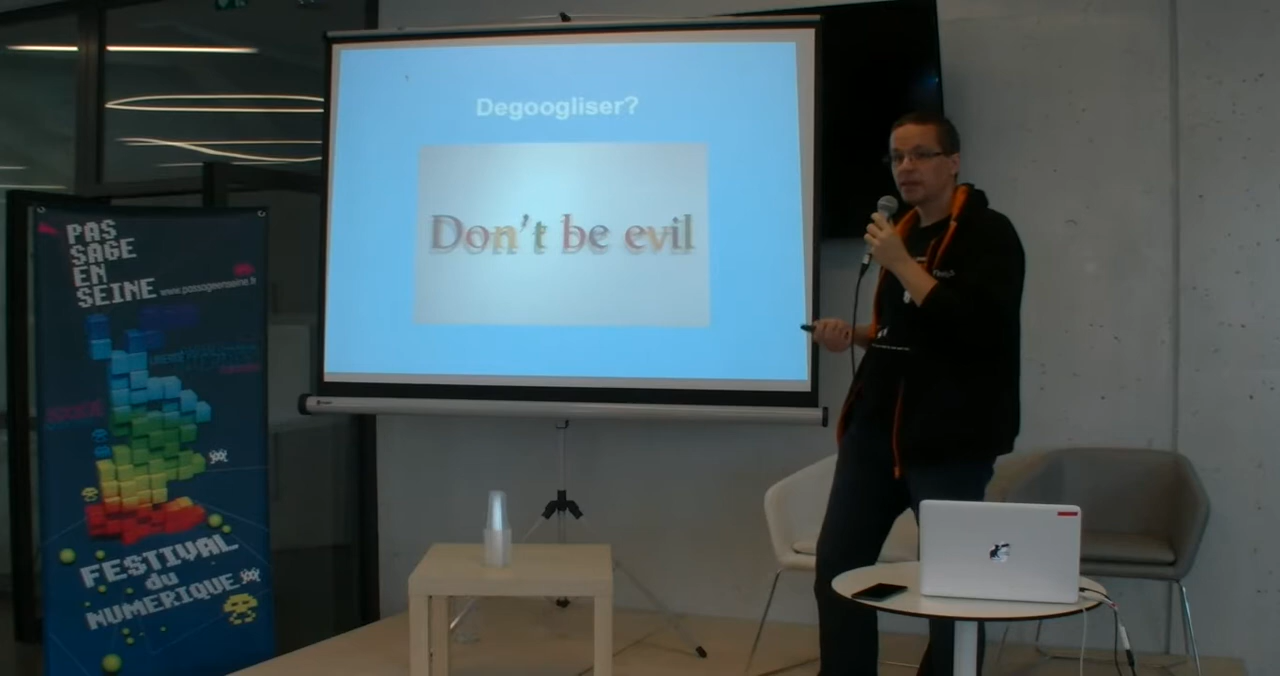 Degoogliser?
Don't be evil
PAS
SAGE
EN
SEINE
www.passageenseine.fr
FESTIVAL
du
NUMERIQUE